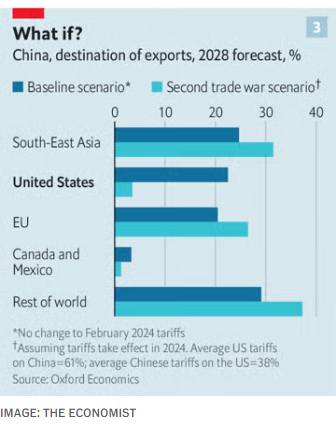 3
What if?
China, destination of exports, 2028 forecast, %
Baseline scenario* Second trade war scenario†
0 10 20 30 40
South-East Asia
United States
EU
Canada and
Mexico
Rest of world
*No change to February 2024 tariffs
†Assuming tariffs take effect in 2024. Average US tariffs
on China=61%; average Chinese tariffs on the US=38%
Source: Oxford Economics
IMAGE: THE ECONOMIST